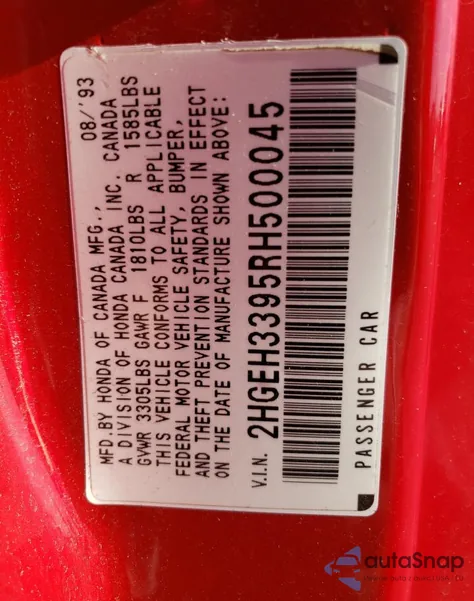 MFD. BY HONDA OF CANADA MFG., 08/'93
A DIVISION OF HONDA CANADA INC. CANADA
GVWR 3305LBS GAWR F 1810LBS R 1585LBS
THIS VEHICLE CONFORMS TO ALL APPLICABLE
FEDERAL MOTOR VEHICLE SAFETY, BUMPER,
AND THEFT PREVENTION STANDARDS IN EFFECT
ON THE DATE OF MANUFACTURE SHOWN ABOVE:
V.I.N. 2HGEH3395RH500045
PASSENGER CAR
autaSnap